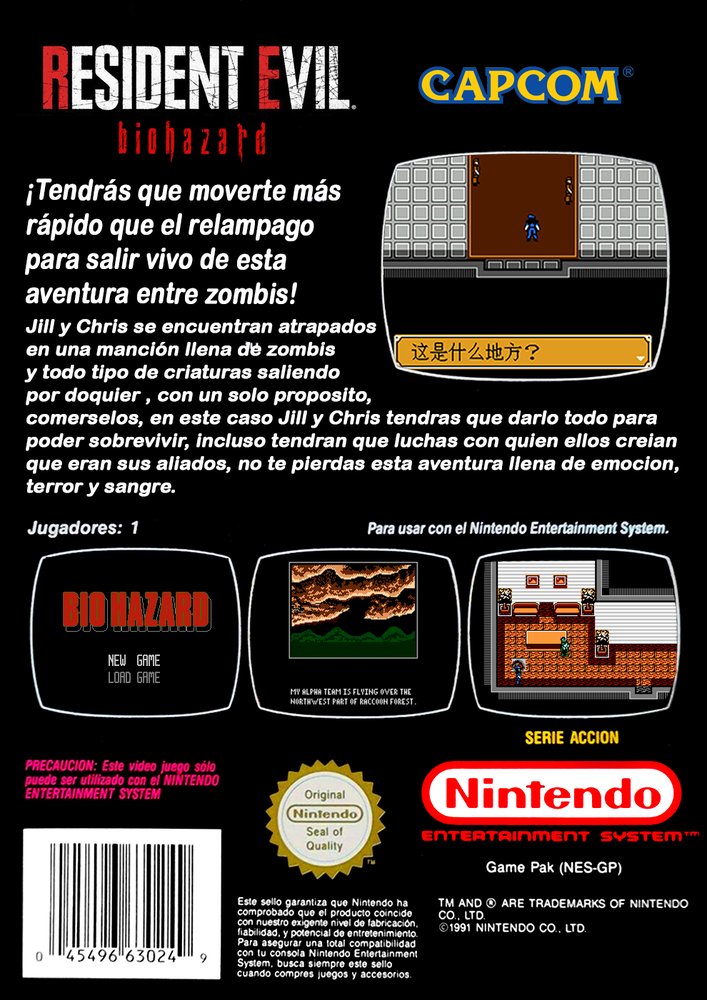 RESIDENT EVIL.
biohazard
CAPCOM®
¡Tendrás que moverte más
rápido que el relampago
para salir vivo de esta
aventura entre zombis!
这是什么地方？
Jill y Chris se encuentran atrapados
en una manción llena de zombis
y todo tipo de criaturas saliendo
por doquier , con un solo proposito,
comerselos, en este caso Jill y Chris tendras que darlo todo para
poder sobrevivir, incluso tendran que luchas con quien ellos creian
que eran sus aliados, no te pierdas esta aventura llena de emocion,
terror y sangre.
Jugadores: 1
Para usar con el Nintendo Entertainment System.
BIO HAZARD
NEW GAME
LOAD GAME
MY ALPHA TEAM IS FLYING OVER THE
NORTHWEST PART OF RACCOON FOREST.
SERIE ACCION
PRECAUCION: Este video juego sólo
puede ser utilizado con el NINTENDO
ENTERTAINMENT SYSTEM
Original
Nintendo
Seal of
Quality
TM
Nintendo®
ENTERTAINMENT SYSTEM™
Game Pak (NES-GP)
Este sello garantiza que Nintendo ha
comprobado que el producto coincide
con nuestro exigente nivel de fabricación,
fiabilidad, y potencial de entretenimiento.
Para asegurar una total compatibilidad
con tu consola Nintendo Entertainment
System, busca siempre este sello
cuando compres juegos y accesorios.
TM AND ® ARE TRADEMARKS OF NINTENDO
CO., LTD.
©1991 NINTENDO CO., LTD.
0 45496 63024 9